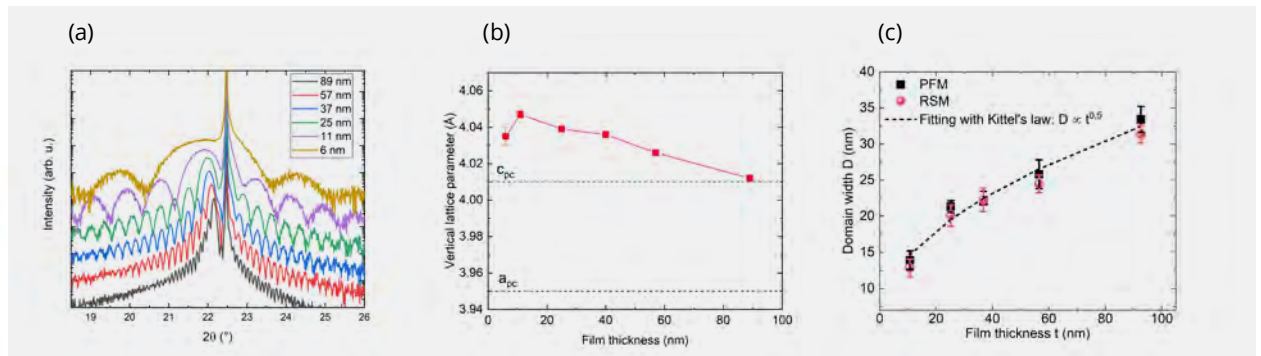 (a)
(b)
(c)
Intensity (arb. u.)
89 nm
57 nm
37 nm
25 nm
11 nm
6 nm
19 20 21 22 23 24 25 26
2θ (°)
Vertical lattice parameter (Å)
4.06
4.04
4.02
4.00
3.98
3.96
3.94
cpc
apc
0 20 40 60 80 100
Film thickness (nm)
Domain width D (nm)
40
35
30
25
20
15
10
PFM
RSM
Fitting with Kittel's law: D ∝ t^0,5
0 20 40 60 80 100
Film thickness t (nm)